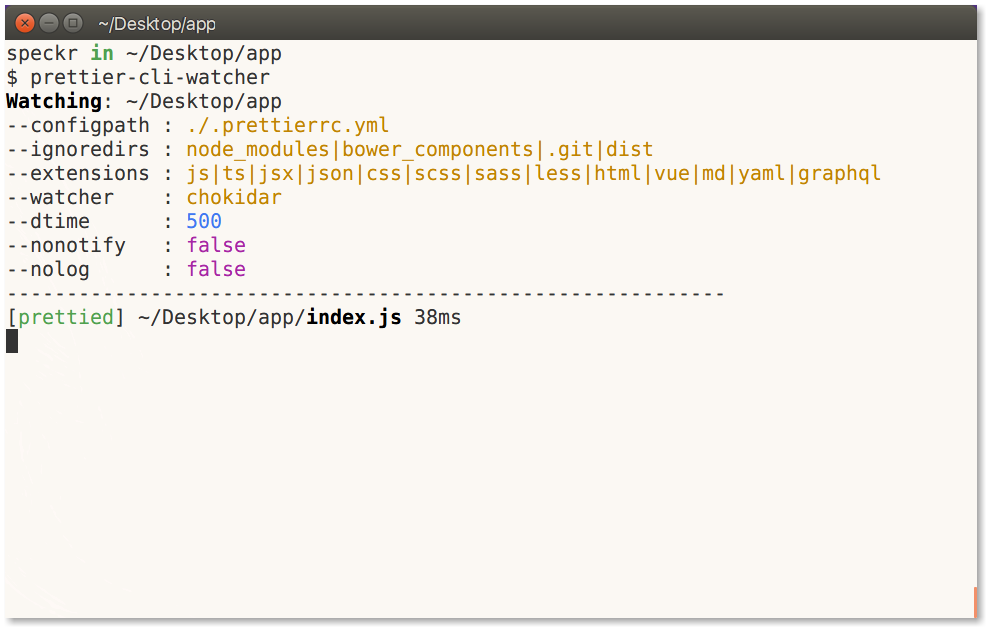 ~/Desktop/app
speckr in ~/Desktop/app
$ prettier-cli-watcher
Watching: ~/Desktop/app
--configpath : ./.prettierrc.yml
--ignoredirs : node_modules|bower_components|.git|dist
--extensions : js|ts|jsx|json|css|scss|sass|less|html|vue|md|yaml|graphql
--watcher    : chokidar
--dtime      : 500
--nonotify   : false
--nolog      : false
------------------------------------------------------------
[prettied] ~/Desktop/app/index.js 38ms